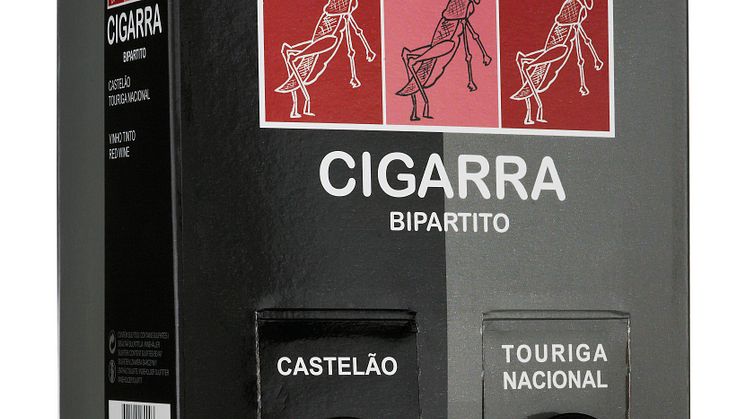 CIGARRA
BIPARTITO
CASTELÃO
TOURIGA NACIONAL
VINHO TINTO
RED WINE
CIGARRA
BIPARTITO
CASTELÃO
TOURIGA
NACIONAL